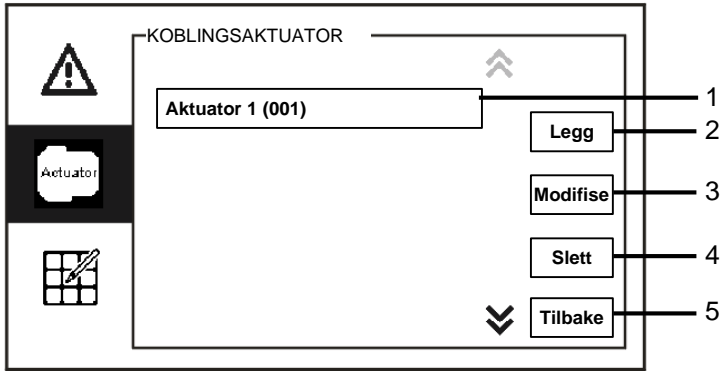 KOBLINGSAKTUATOR
Aktuator 1 (001)
1
Legg
2
Actuator
Modifise
3
Slett
4
Tilbake
5